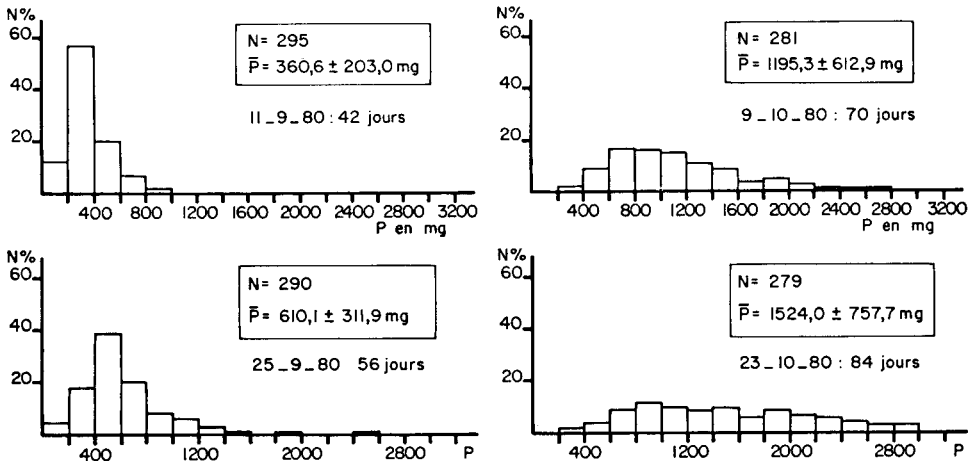 N%
60
40
20
N= 295
P̄= 360,6 ± 203,0 mg
11_9_80 : 42 jours
400 800 1200 2000 2400 2800 3200
P en mg
N%
60
40
20
N= 281
P̄= 1195,3 ± 612,9 mg
9_10_80 : 70 jours
400 800 1200 2000 2400 2800 3200
P en mg
N%
60
40
20
N= 290
P̄= 610,1 ± 311,9 mg
25_9_80 56 jours
400 1200 2000 2800 P
N%
60
40
20
N= 279
P̄= 1524,0 ± 757,7 mg
23_10_80 : 84 jours
400 1200 2000 2800 P